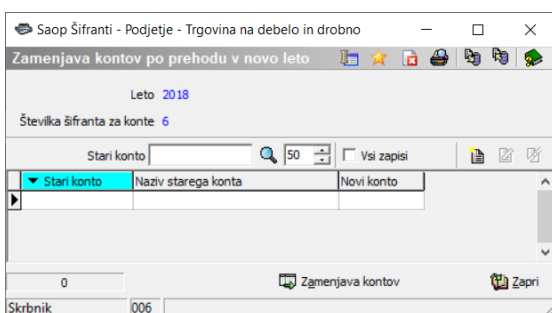 Saop Šifranti - Podjetje - Trgovina na debelo in drobno
Zamenjava kontov po prehodu v novo leto
Leto 2018
Številka šifranta za konte 6
Stari konto 50 Vsi zapisi
Stari konto Naziv starega konta Novi konto
0 Zamenjava kontov Zapri
Skrbnik 006